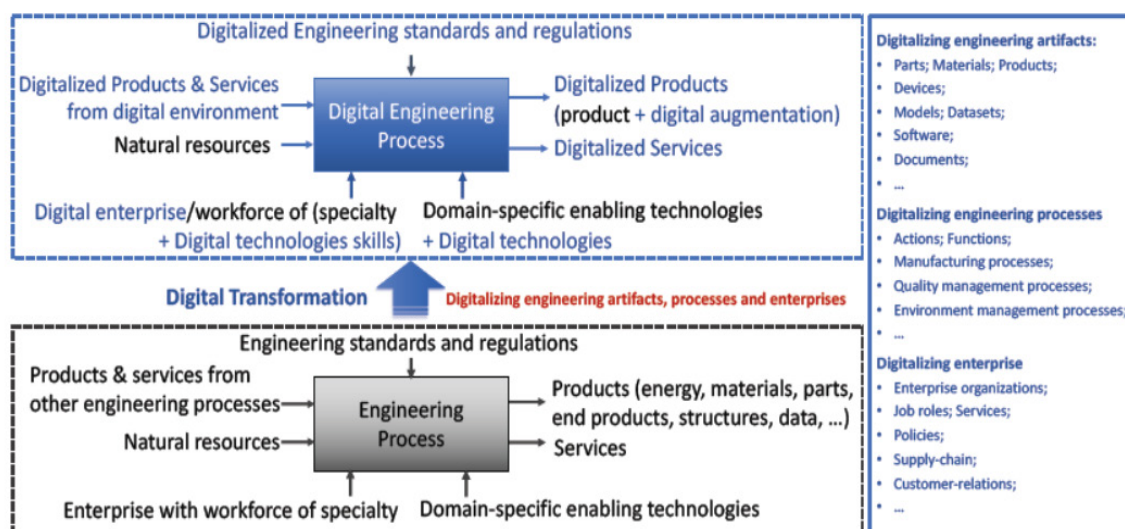 Digitalized Engineering standards and regulations
Digitalized Products & Services
from digital environment
Natural resources
Digital Engineering
Process
Digitalized Products
(product + digital augmentation)
Digitalized Services
Digital enterprise/workforce of (specialty
+ Digital technologies skills)
Domain-specific enabling technologies
+ Digital technologies
Digital Transformation
Digitalizing engineering artifacts, processes and enterprises
Engineering standards and regulations
Products & services from
other engineering processes
Natural resources
Engineering
Process
Products (energy, materials, parts,
end products, structures, data, ...)
Services
Enterprise with workforce of specialty
Domain-specific enabling technologies
Digitalizing engineering artifacts:
• Parts; Materials; Products;
• Devices;
• Models; Datasets;
• Software;
• Documents;
• ...
Digitalizing engineering processes
• Actions; Functions;
• Manufacturing processes;
• Quality management processes;
• Environment management processes;
• ...
Digitalizing enterprise
• Enterprise organizations;
• Job roles; Services;
• Policies;
• Supply-chain;
• Customer-relations;
• ...